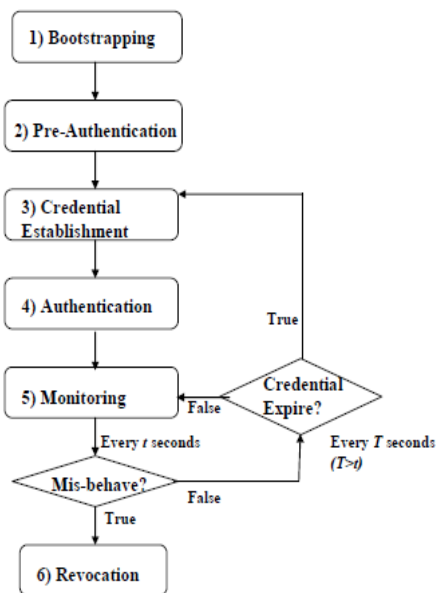 1) Bootstrapping
2) Pre-Authentication
3) Credential
Establishment
4) Authentication
True
Credential
Expire?
5) Monitoring
False
Every t seconds
Every T seconds
(T>t)
Mis-behave?
False
True
6) Revocation